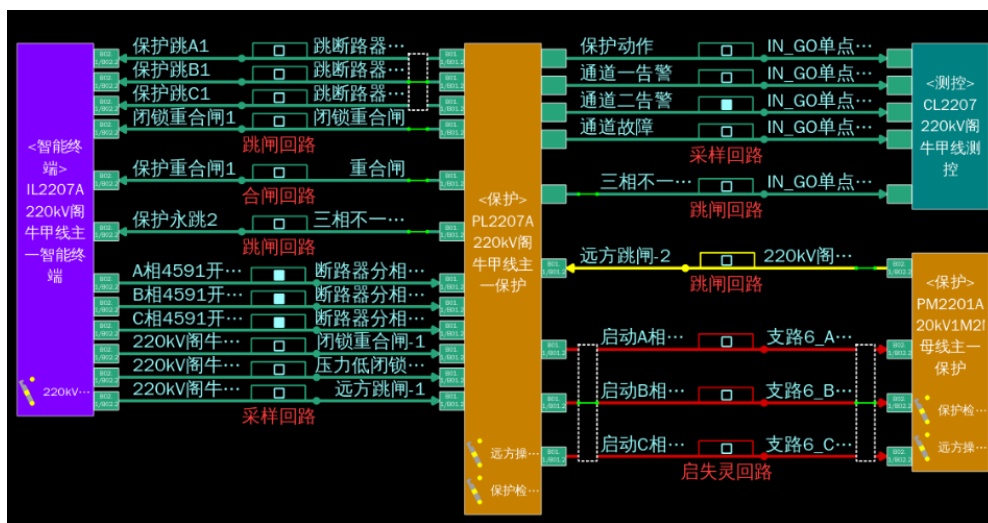 <智能终
端>
IL2207A
220kV阁
牛甲线主
一智能终
端
220kV…
保护跳A1
跳断路器…
保护跳B1
跳断路器…
保护跳C1
跳断路器…
闭锁重合闸1
闭锁重合闸
跳闸回路
保护重合闸1
重合闸
合闸回路
保护永跳2
三相不一…
跳闸回路
A相4591开…
断路器分相…
B相4591开…
断路器分相…
C相4591开…
断路器分相…
220kV阁牛…
闭锁重合闸-1
220kV阁牛…
压力低闭锁…
220kV阁牛…
远方跳闸-1
采样回路
<保护>
PL2207A
220kV阁
牛甲线主
一保护
远方操…
保护检…
保护动作
IN_GO单点…
通道一告警
IN_GO单点…
通道二告警
IN_GO单点…
通道故障
IN_GO单点…
采样回路
三相不一…
IN_GO单点…
跳闸回路
远方跳闸-2
220kV阁…
跳闸回路
启动A相…
支路6_A…
启动B相…
支路6_B…
启动C相…
支路6_C…
启失灵回路
<测控>
CL2207
220kV阁
牛甲线测
控
<保护>
PM2201A
20kV1M2
母线主一
保护
保护检…
远方操…